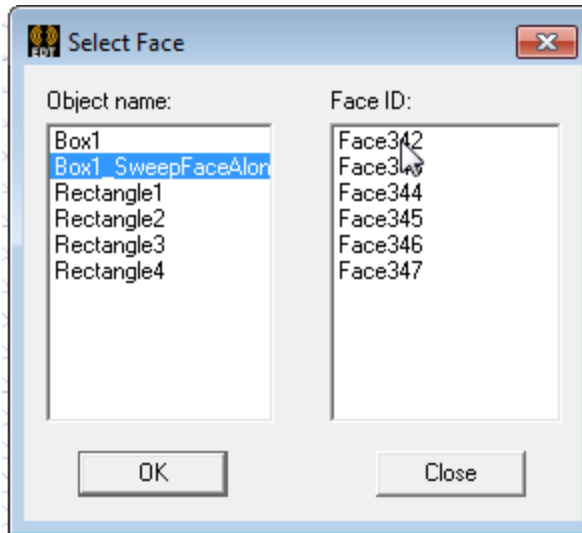 EDT
Select Face
Object name:
Box1
Box1_SweepFaceAlon
Rectangle1
Rectangle2
Rectangle3
Rectangle4
Face ID:
Face342
Face344
Face345
Face346
Face347
OK
Close